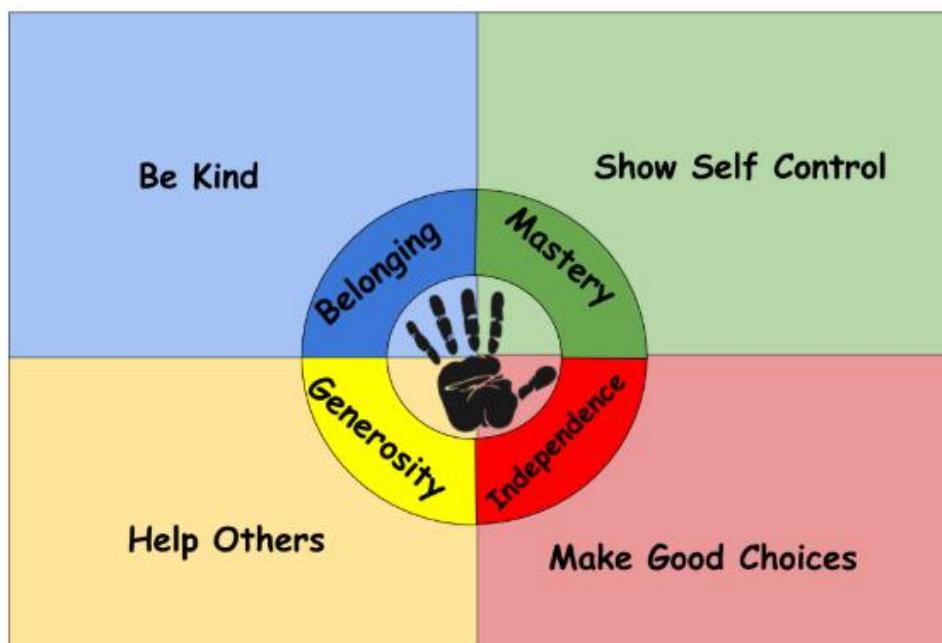 Be Kind
Show Self Control
Belonging
Mastery
Generosity
Independence
Help Others
Make Good Choices